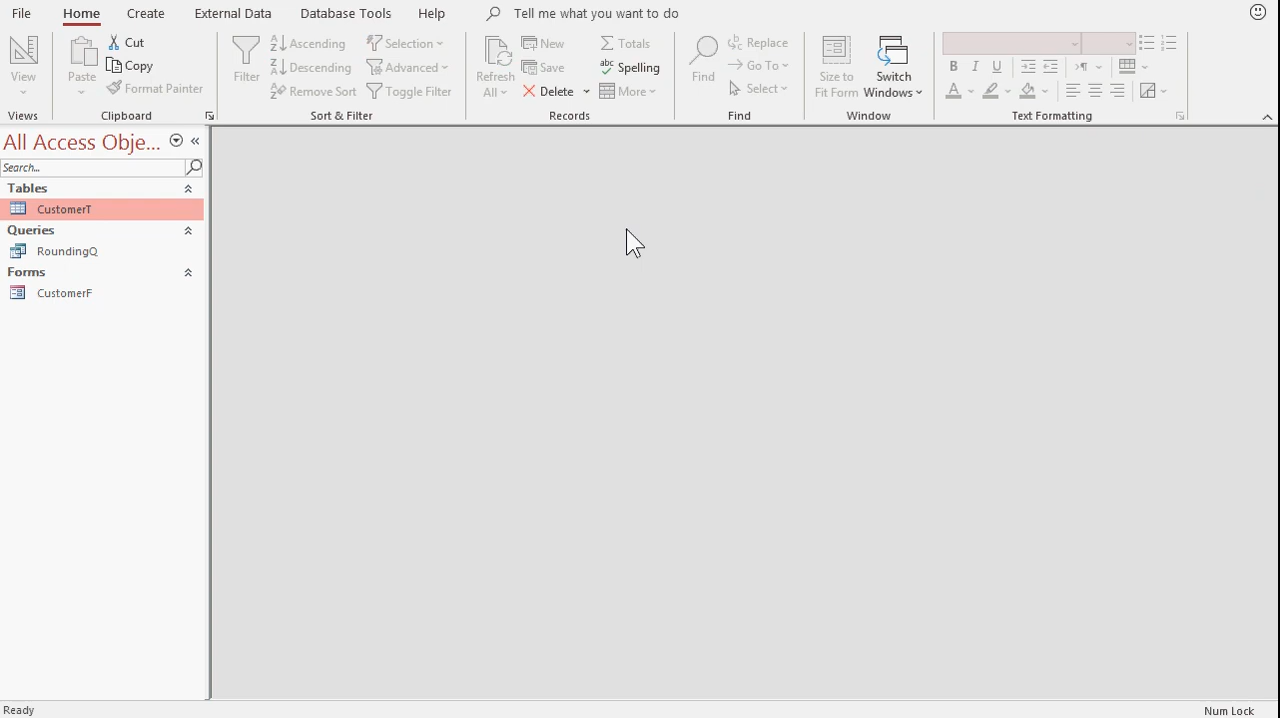 File Home Create External Data Database Tools Help Tell me what you want to do
View
Paste
Cut
Copy
Format Painter
Filter
Ascending
Descending
Remove Sort
Selection
Advanced
Toggle Filter
Refresh
All
New
Save
Delete
Totals
Spelling
More
Find
Replace
Go To
Select
Size to
Fit Form
Switch
Windows
B I U
A
Views Clipboard Sort & Filter Records Find Window Text Formatting
All Access Obje...
Search...
Tables
CustomerT
Queries
RoundingQ
Forms
CustomerF
Ready Num Lock